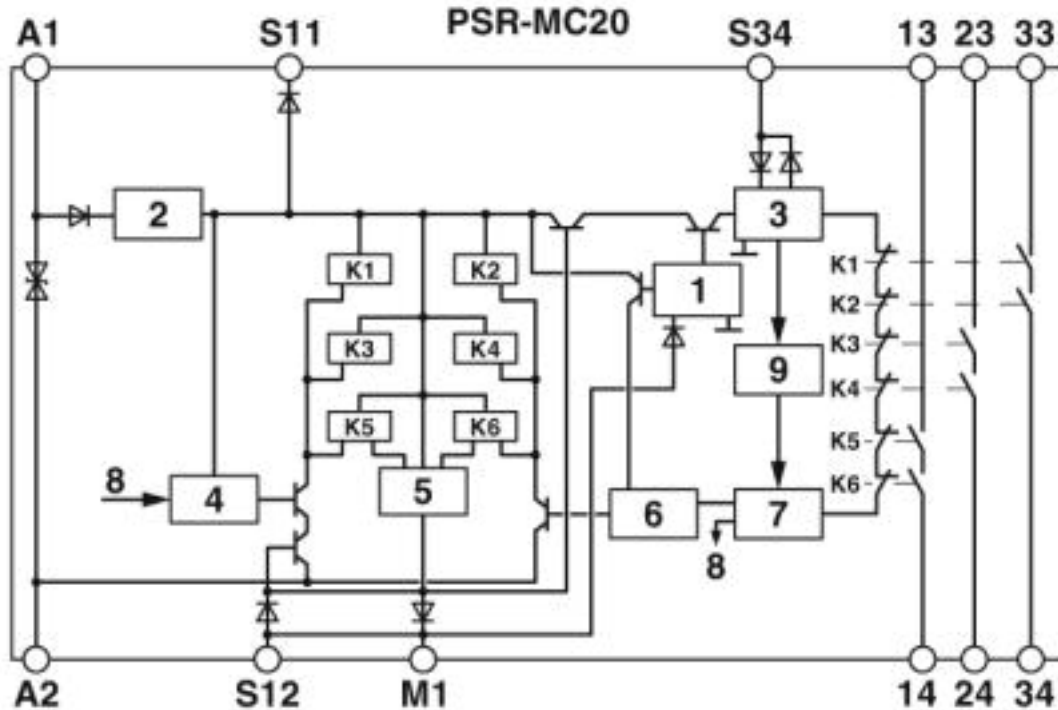 PSR-MC20
A1 S11 S34 13 23 33
2 3
K1 K2 1 K1
K2
K3 K4 9 K3
K4
K5 K6 K5
8 4 5 6 7 K6
8
A2 S12 M1 14 24 34